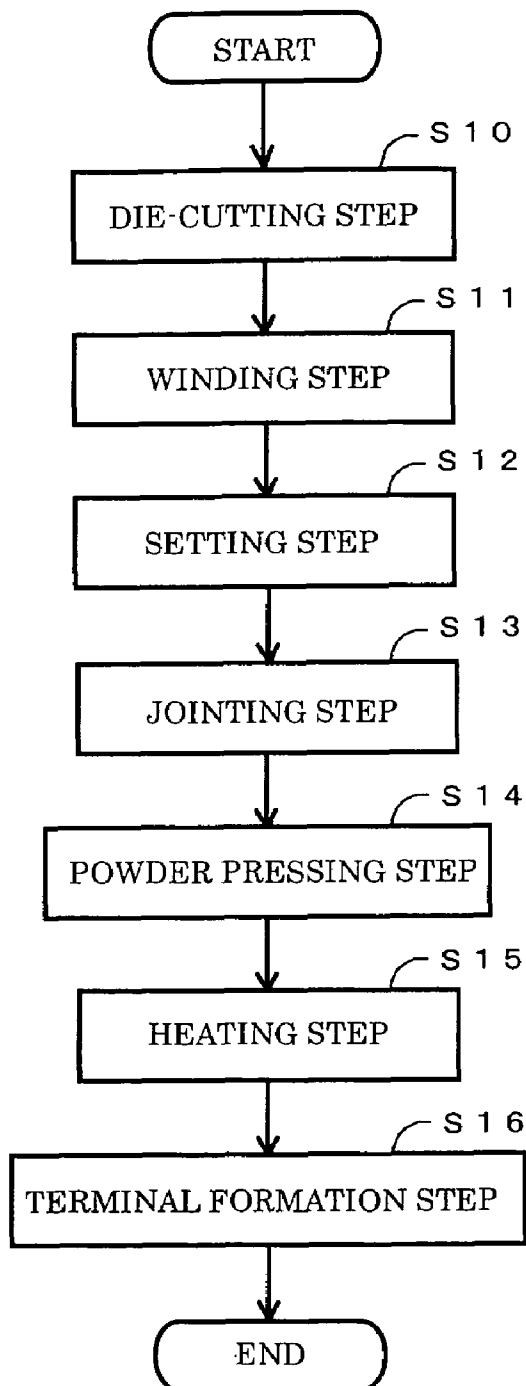 START
S10
DIE-CUTTING STEP
S11
WINDING STEP
S12
SETTING STEP
S13
JOINTING STEP
S14
POWDER PRESSING STEP
S15
HEATING STEP
S16
TERMINAL FORMATION STEP
END